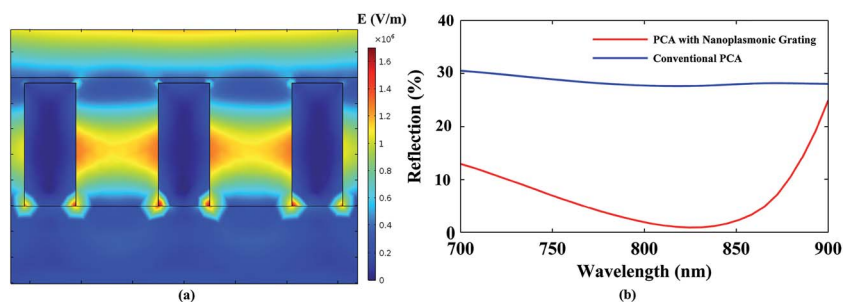 E (V/m)
×10⁶
1.6
1.4
1.2
1
0.8
0.6
0.4
0.2
0
(a)
40
30
20
10
0
Reflection (%)
PCA with Nanoplasmonic Grating
Conventional PCA
700
750
800
850
900
Wavelength (nm)
(b)